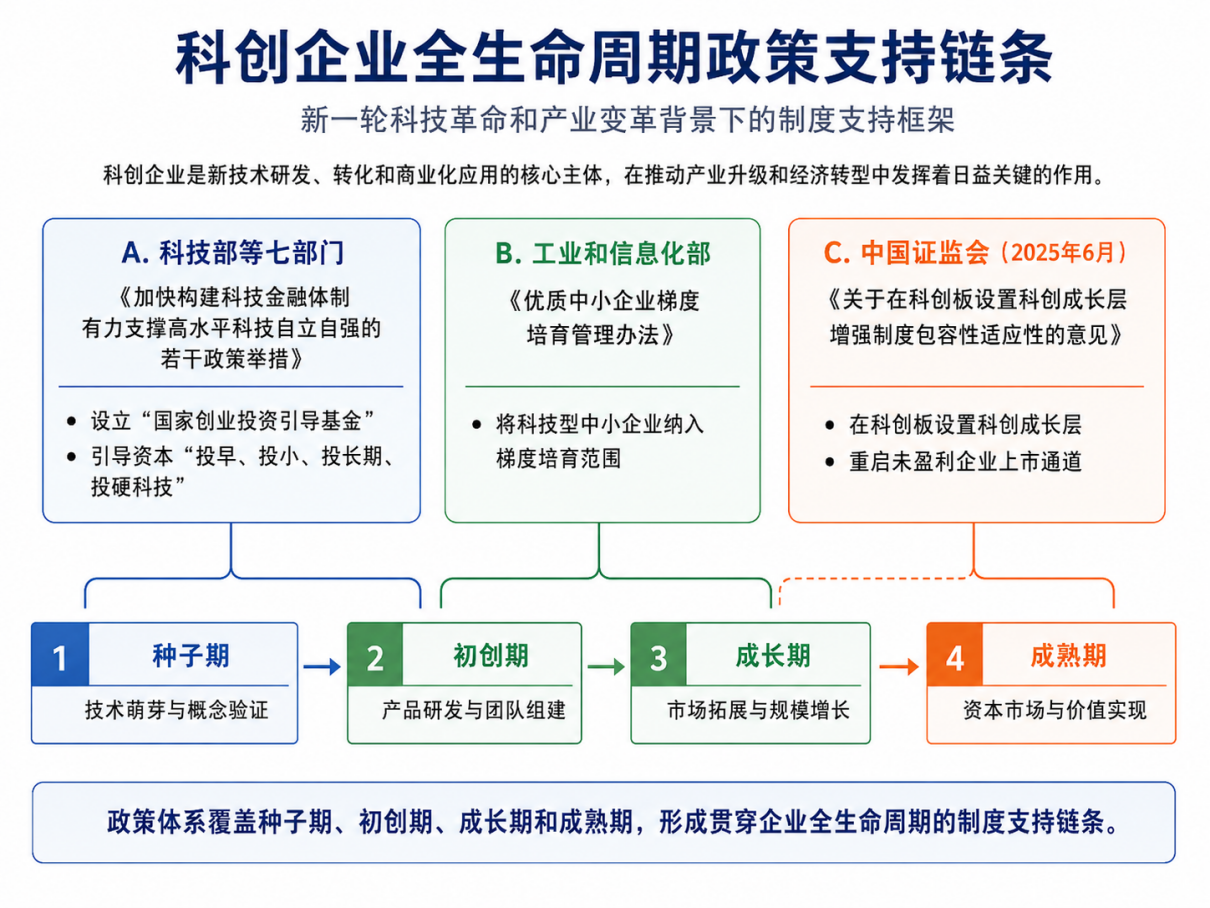 科创企业全生命周期政策支持链条
新一轮科技革命和产业变革背景下的制度支持框架
科创企业是新技术研发、转化和商业化应用的核心主体，在推动产业升级和经济转型中发挥着日益关键的作用。
A. 科技部等七部门
《加快构建科技金融体制
有力支撑高水平科技自立自强的
若干政策举措》
• 设立“国家创业投资引导基金”
• 引导资本“投早、投小、投长期、
投硬科技”
B. 工业和信息化部
《优质中小企业梯度
培育管理办法》
• 将科技型中小企业纳入
梯度培育范围
C. 中国证监会（2025年6月）
《关于在科创板设置科创成长层
增强制度包容性适应性的意见》
• 在科创板设置科创成长层
• 重启未盈利企业上市通道
1 种子期
技术萌芽与概念验证
2 初创期
产品研发与团队组建
3 成长期
市场拓展与规模增长
4 成熟期
资本市场与价值实现
政策体系覆盖种子期、初创期、成长期和成熟期，形成贯穿企业全生命周期的制度支持链条。